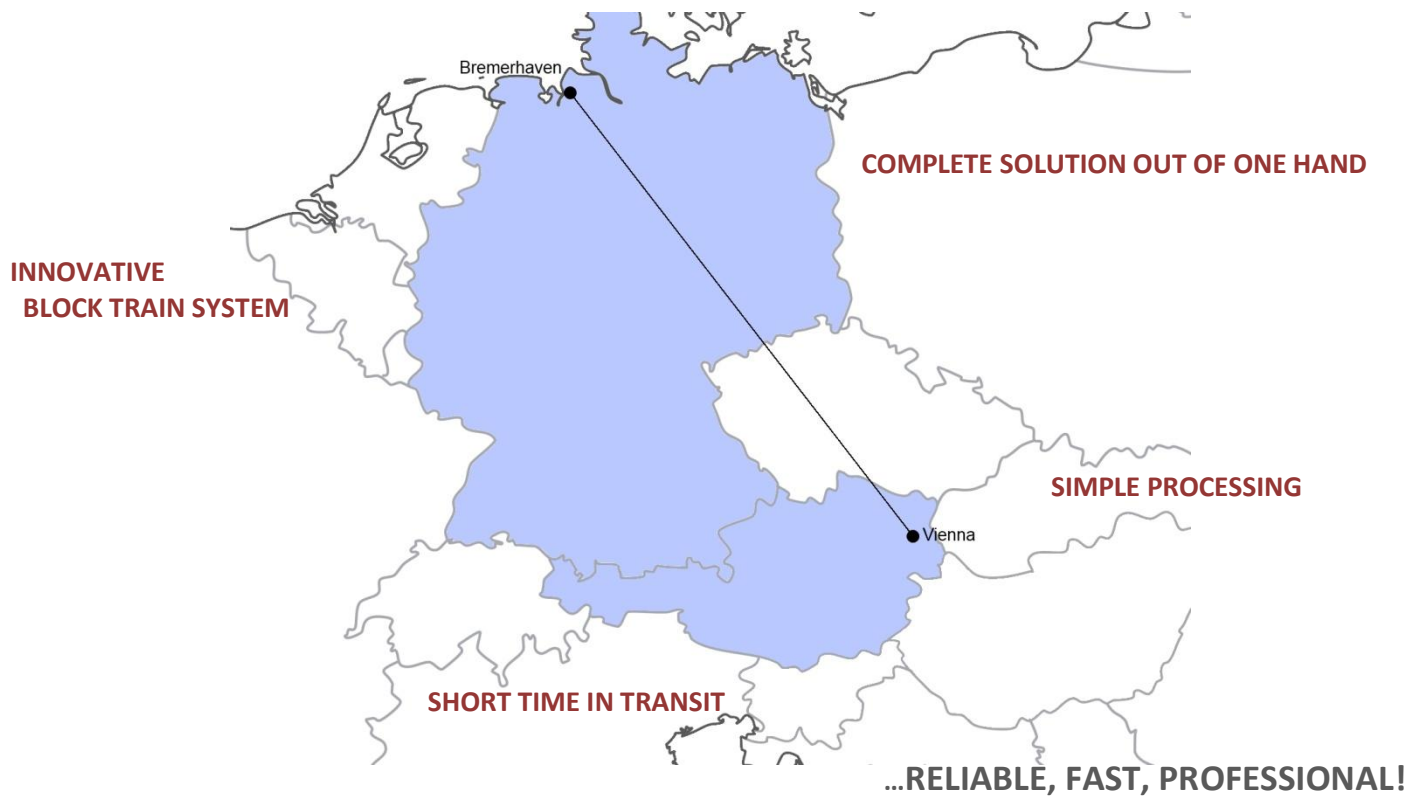 Bremerhaven
COMPLETE SOLUTION OUT OF ONE HAND
INNOVATIVE
BLOCK TRAIN SYSTEM
SIMPLE PROCESSING
Vienna
SHORT TIME IN TRANSIT
...RELIABLE, FAST, PROFESSIONAL!